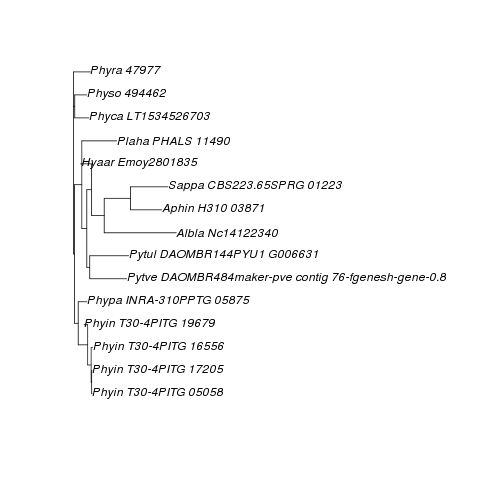 Phyra 47977
Physo 494462
Phyca LT1534526703
Plaha PHALS 11490
Hyaar Emoy2801835
Sappa CBS223.65SPRG 01223
Aphin H310 03871
Albla Nc14122340
Pytul DAOMBR144PYU1 G006631
Pytve DAOMBR484maker-pve contig 76-fgenesh-gene-0.8
Phypa INRA-310PPTG 05875
Phyin T30-4PITG 19679
Phyin T30-4PITG 16556
Phyin T30-4PITG 17205
Phyin T30-4PITG 05058